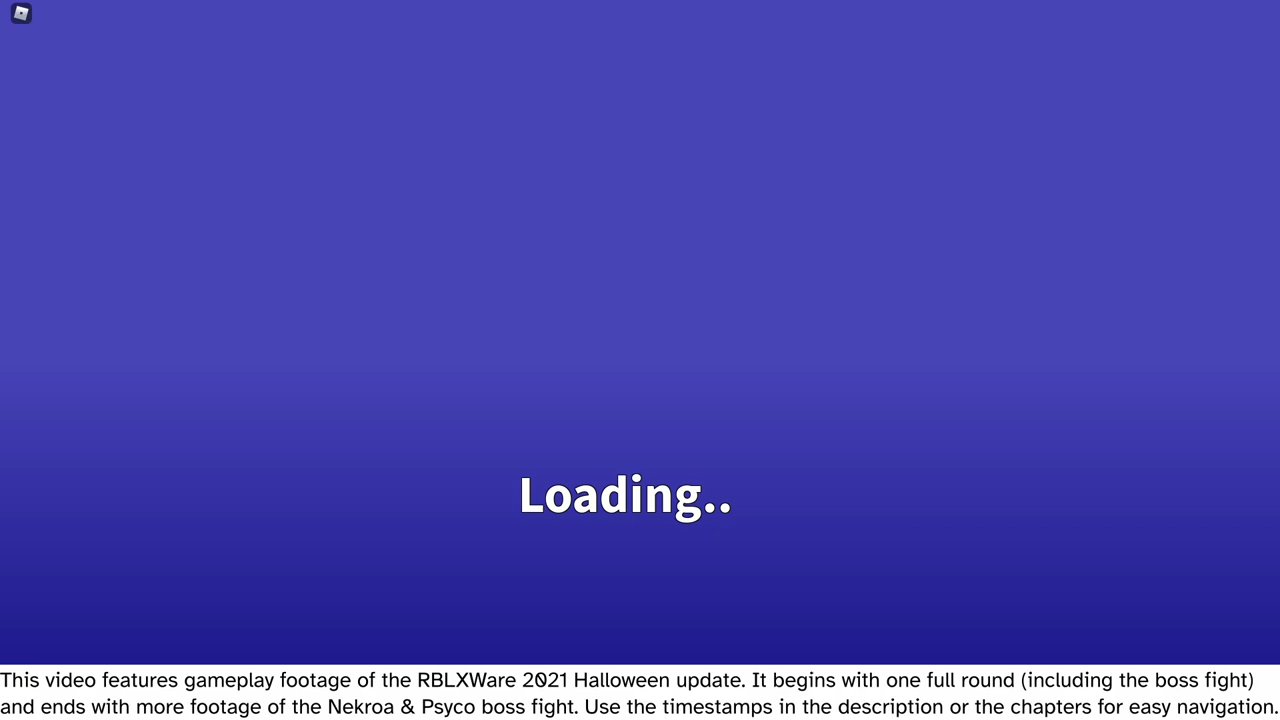 Loading..
This video features gameplay footage of the RBLXWare 2021 Halloween update. It begins with one full round (including the boss fight)
and ends with more footage of the Nekroa & Psyco boss fight. Use the timestamps in the description or the chapters for easy navigation.